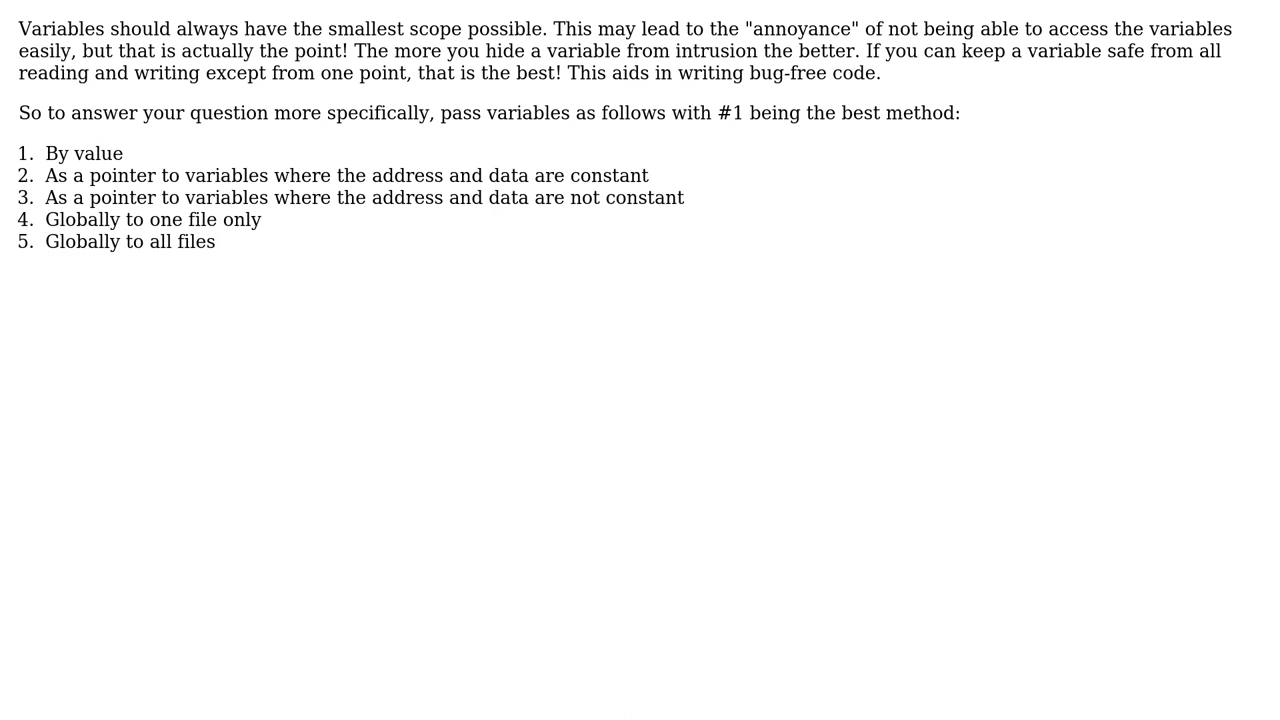 Variables should always have the smallest scope possible. This may lead to the "annoyance" of not being able to access the variables
easily, but that is actually the point! The more you hide a variable from intrusion the better. If you can keep a variable safe from all
reading and writing except from one point, that is the best! This aids in writing bug-free code.
So to answer your question more specifically, pass variables as follows with #1 being the best method:
1. By value
2. As a pointer to variables where the address and data are constant
3. As a pointer to variables where the address and data are not constant
4. Globally to one file only
5. Globally to all files